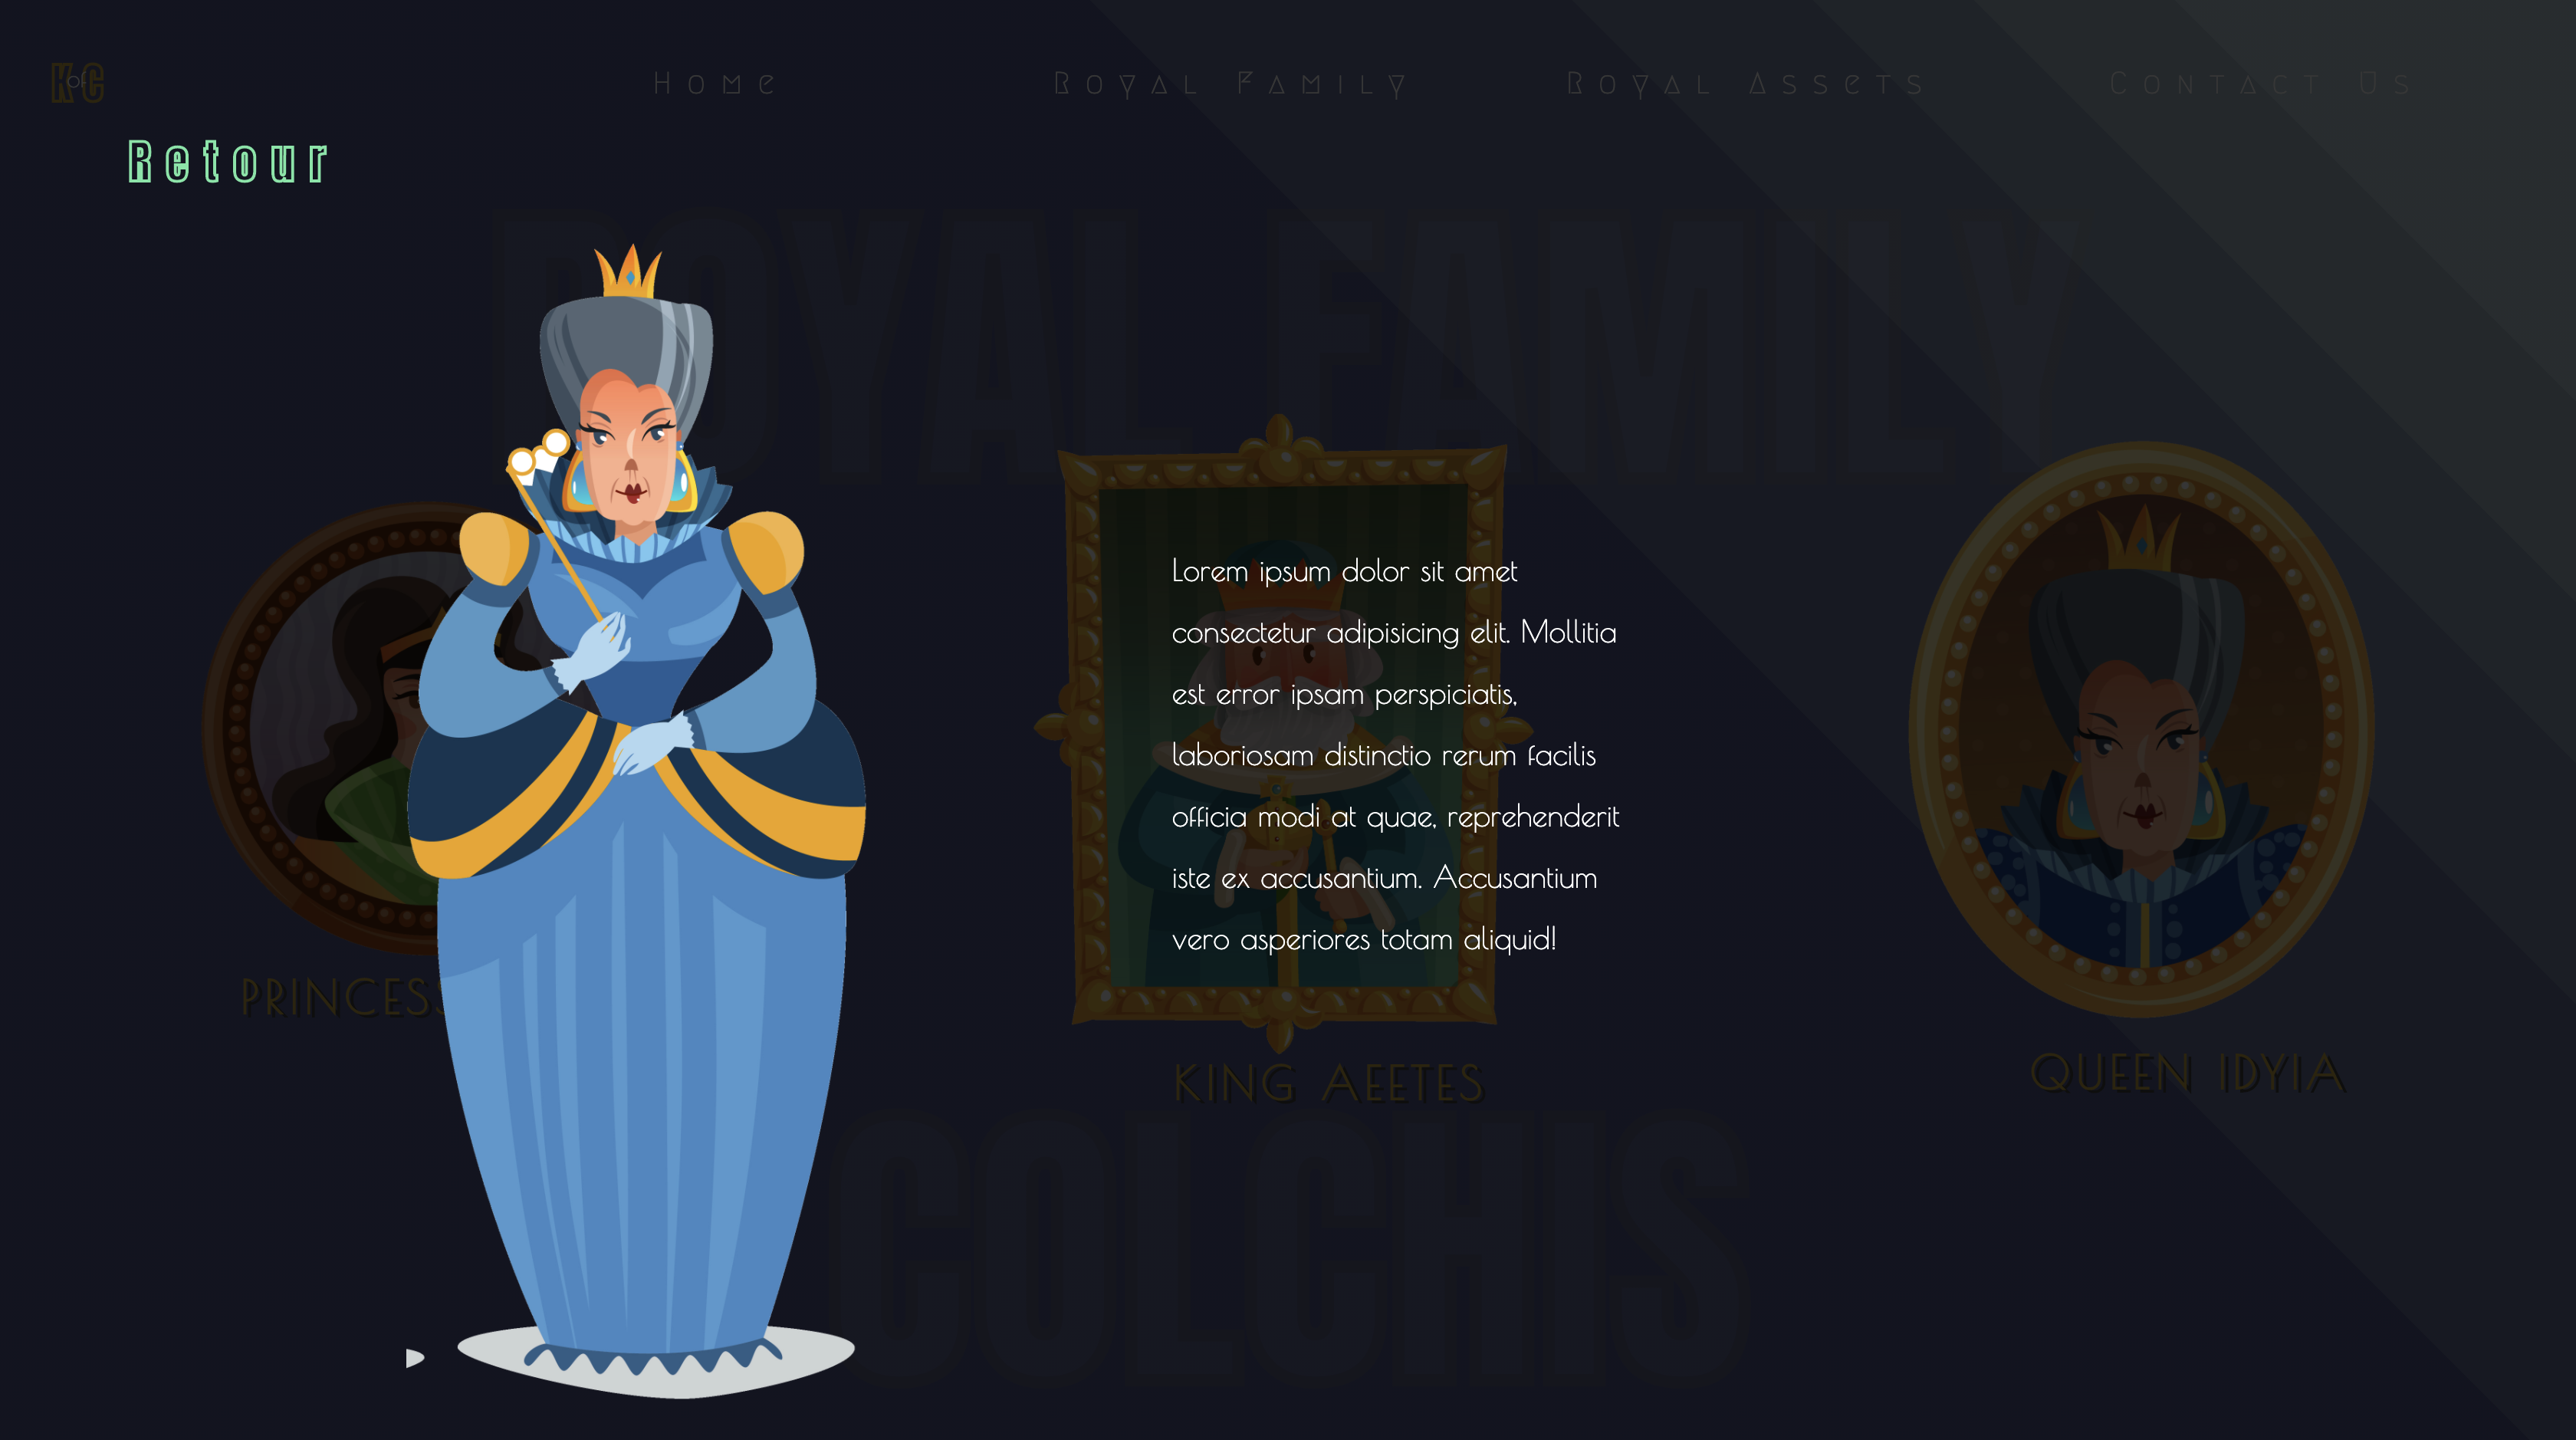 K of C
Home
Royal Family
Royal Assets
Contact Us
Retour
ROYAL FAMILY
Lorem ipsum dolor sit amet
consectetur adipisicing elit. Mollitia
est error ipsam perspiciatis,
laboriosam distinctio rerum facilis
officia modi at quae, reprehenderit
iste ex accusantium. Accusantium
vero asperiores totam aliquid!
PRINCESS
KING AEETES
QUEEN IDYIA
COLCHIS